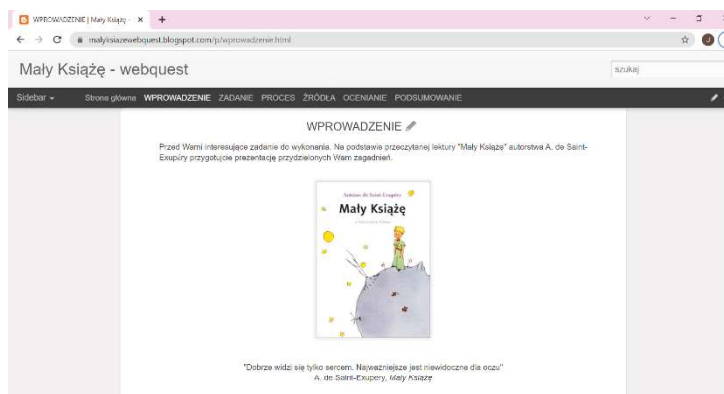 WPROWADZENIE | Mały Książę -
malyksiazewebquest.blogspot.com/p/wprowadzenie.html
J
Mały Książę - webquest
szukaj
Sidebar
Strona główna WPROWADZENIE ZADANIE PROCES ŹRÓDŁA OCENIANIE PODSUMOWANIE
WPROWADZENIE
Przed Wami interesujące zadanie do wykonania. Na podstawie przeczytanej lektury "Mały Książę" autorstwa A. de Saint-
Exupéry przygotujcie prezentację przydzielonych Wam zagadnień.
Antoine de Saint-Exupéry
Mały Książę
"Dobrze widzi się tylko sercem. Najważniejsze jest niewidoczne dla oczu"
A. de Saint-Exupery, Mały Książę